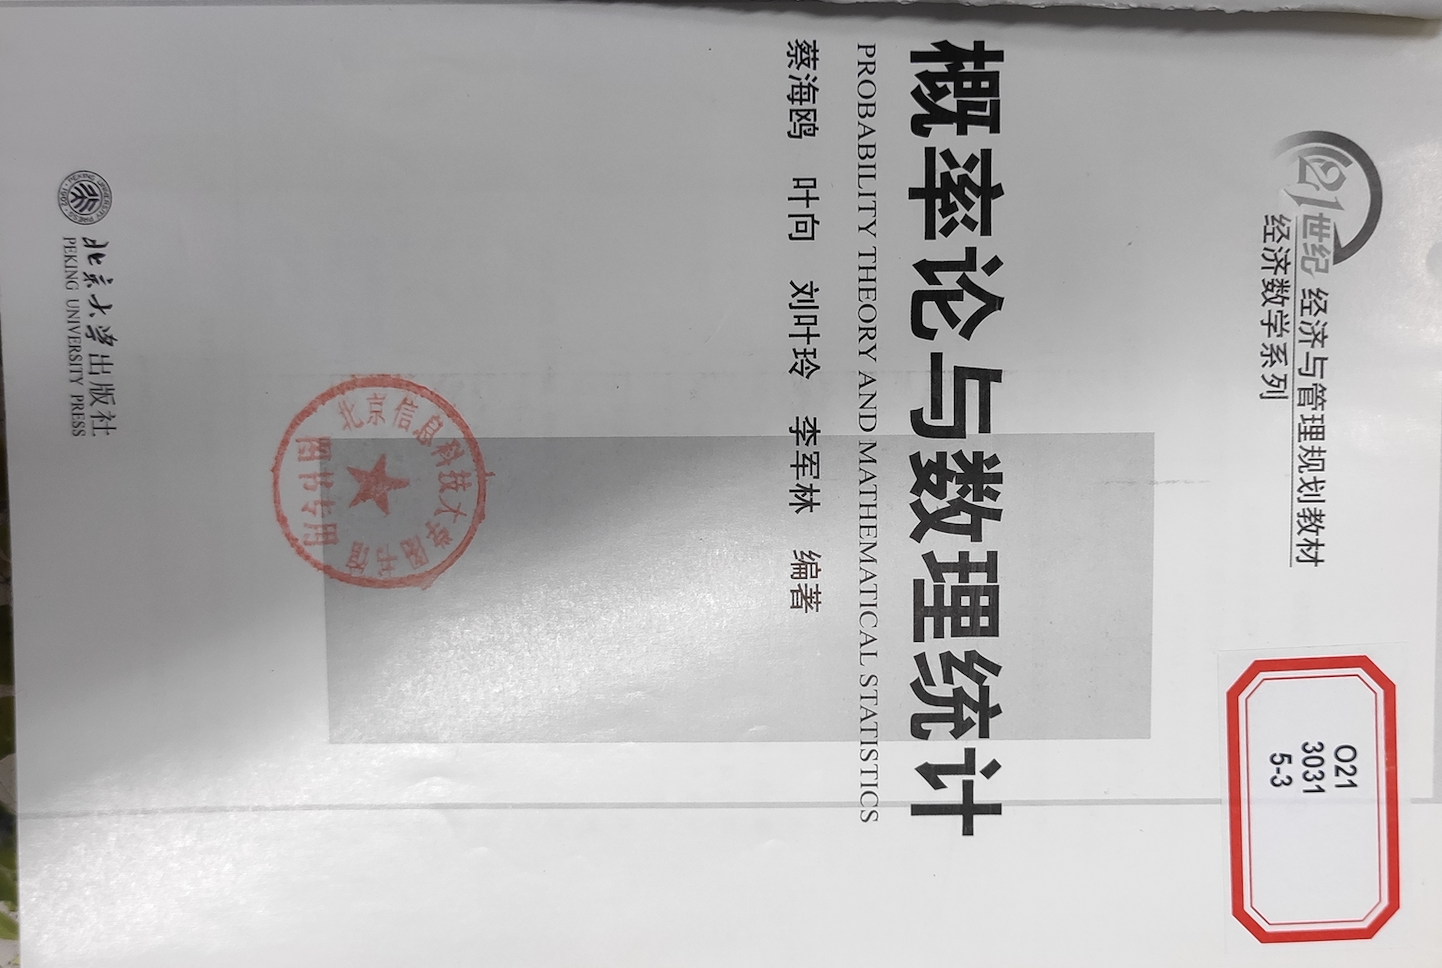 21世纪 经济与管理规划教材
经济数学系列
O21
3031
5-3
概率论与数理统计
PROBABILITY THEORY AND MATHEMATICAL STATISTICS
蔡海鸥 叶向 刘叶玲 李军林 编著
北京信息科技大学图书馆
图书专用
北京大学出版社
PEKING UNIVERSITY PRESS